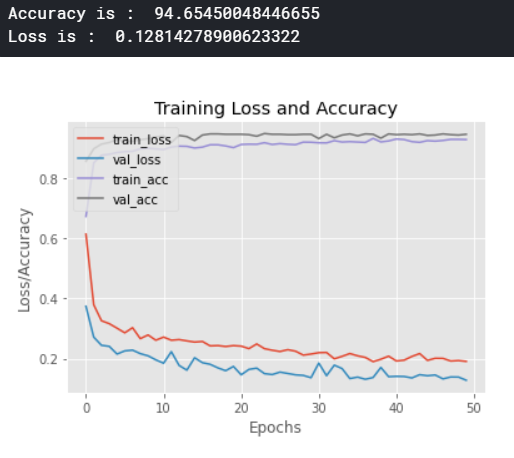 Accuracy is :  94.65450048446655
Loss is :  0.12814278900623322
Training Loss and Accuracy
train_loss
val_loss
train_acc
val_acc
Loss/Accuracy
0.8
0.6
0.4
0.2
0 10 20 30 40 50
Epochs